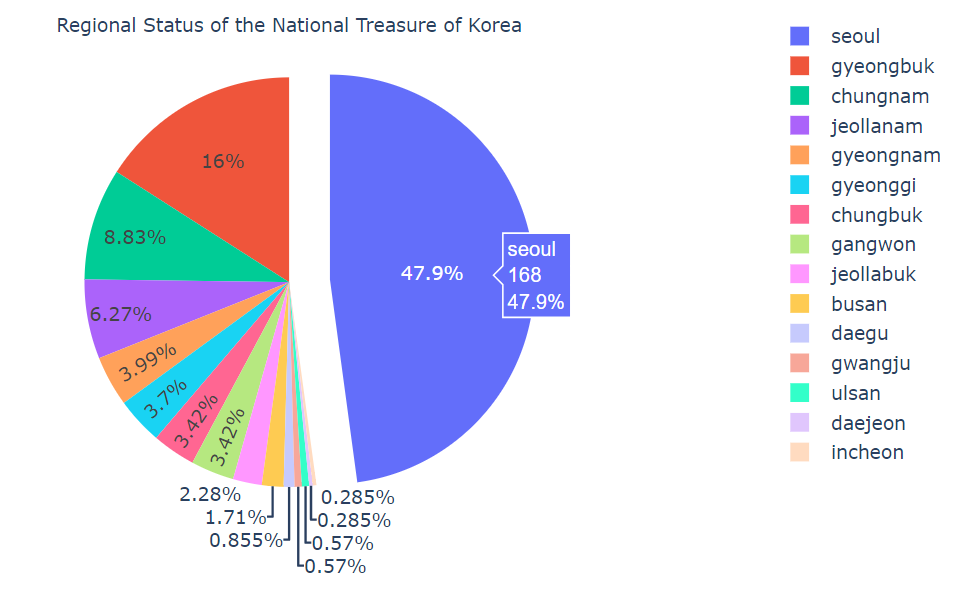 Regional Status of the National Treasure of Korea
seoul
gyeongbuk
chungnam
jeollanam
gyeongnam
gyeonggi
chungbuk
gangwon
jeollabuk
busan
daegu
gwangju
ulsan
daejeon
incheon
16%
8.83%
6.27%
3.99%
3.7%
3.42%
3.42%
47.9%
seoul
168
47.9%
2.28%
1.71%
0.855%
0.285%
0.285%
0.57%
0.57%